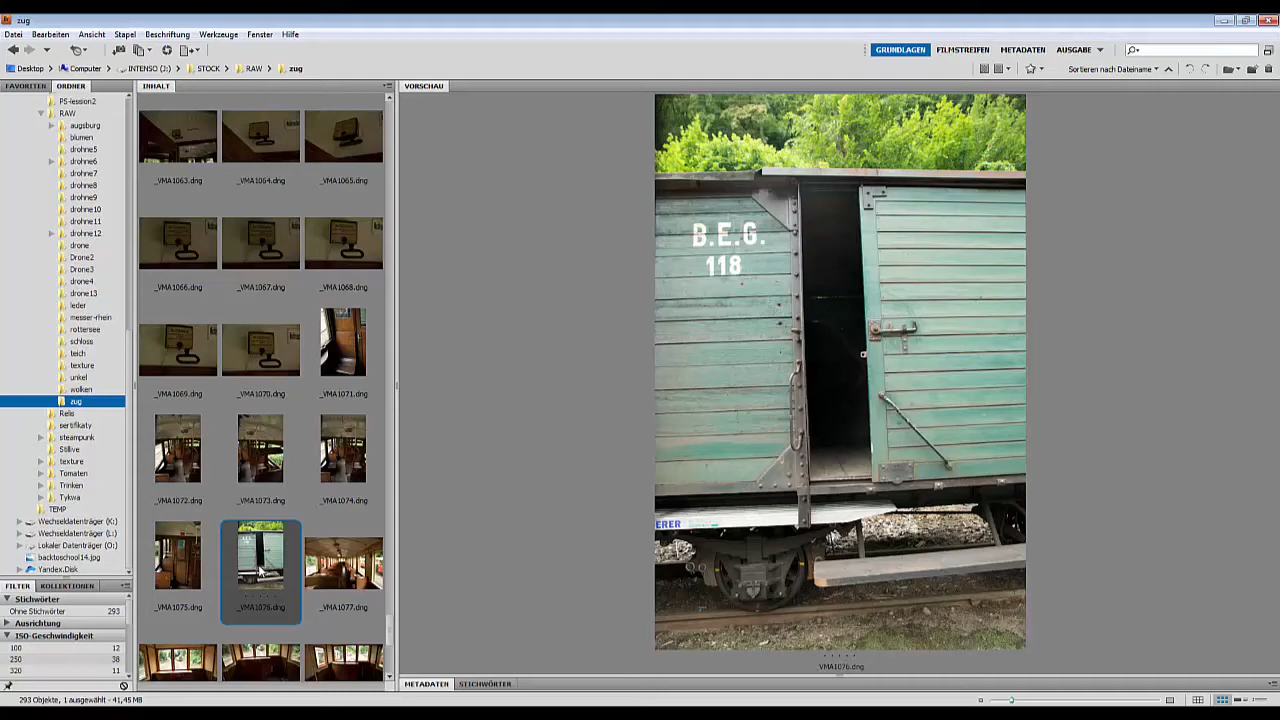 zug
Datei Bearbeiten Ansicht Stapel Beschriftung Werkzeuge Fenster Hilfe
GRUNDLAGEN FILMSTREIFEN METADATEN AUSGABE
Desktop Computer INTENSO (J:) STOCK RAW zug
Sortieren nach Dateiname
FAVORITEN ORDNER
INHALT
VORSCHAU
PS-lession2
RAW
augsburg
blumen
drohne5
drohne6
drohne7
drohne8
drohne9
drohne10
drohne11
drohne12
drone
Drone2
Drone3
drone4
drone13
leder
messer-rhein
rottersee
schloss
teich
texture
unkel
wolken
zug
Relis
sertifikaty
steampunk
Stillive
texture
Tomaten
Trinken
Tykwa
TEMP
Wechseldatenträger (K:)
Wechseldatenträger (L:)
Lokaler Datenträger (O:)
backtoschool14.jpg
Yandex.Disk
FILTER KOLLEKTIONEN
Stichwörter
Ohne Stichwörter 293
Ausrichtung
ISO-Geschwindigkeit
100 12
250 38
320 11
_VMA1063.dng _VMA1064.dng _VMA1065.dng
_VMA1066.dng _VMA1067.dng _VMA1068.dng
_VMA1069.dng _VMA1070.dng _VMA1071.dng
_VMA1072.dng _VMA1073.dng _VMA1074.dng
_VMA1075.dng _VMA1076.dng _VMA1077.dng
B.E.G.
118
ERER
_VMA1076.dng
METADATEN STICHWÖRTER
293 Objekte, 1 ausgewählt - 41,45 MB